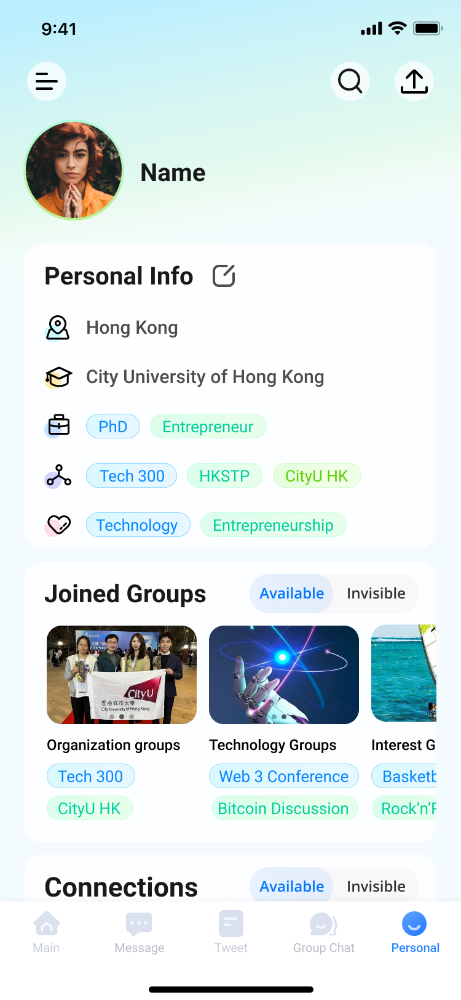 9:41
Name
Personal Info
Hong Kong
City University of Hong Kong
PhD Entrepreneur
Tech 300 HKSTP CityU HK
Technology Entrepreneurship
Joined Groups Available Invisible
CityU
香港城市大學
City University of Hong Kong
Organization groups Technology Groups Interest G
Tech 300 Web 3 Conference Basketb
CityU HK Bitcoin Discussion Rock’n’
Connections Available Invisible
Main Message Tweet Group Chat Personal